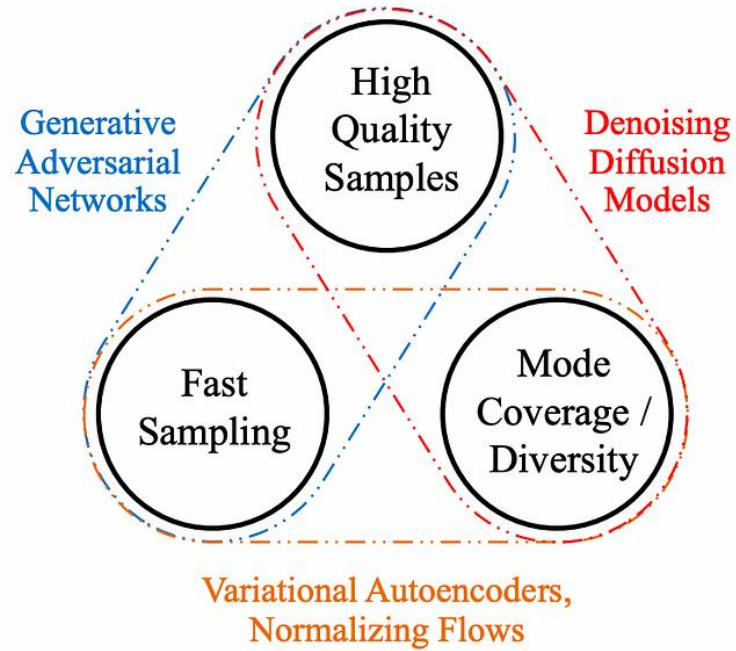 High
Quality
Samples
Generative
Adversarial
Networks
Denoising
Diffusion
Models
Fast
Sampling
Mode
Coverage /
Diversity
Variational Autoencoders,
Normalizing Flows